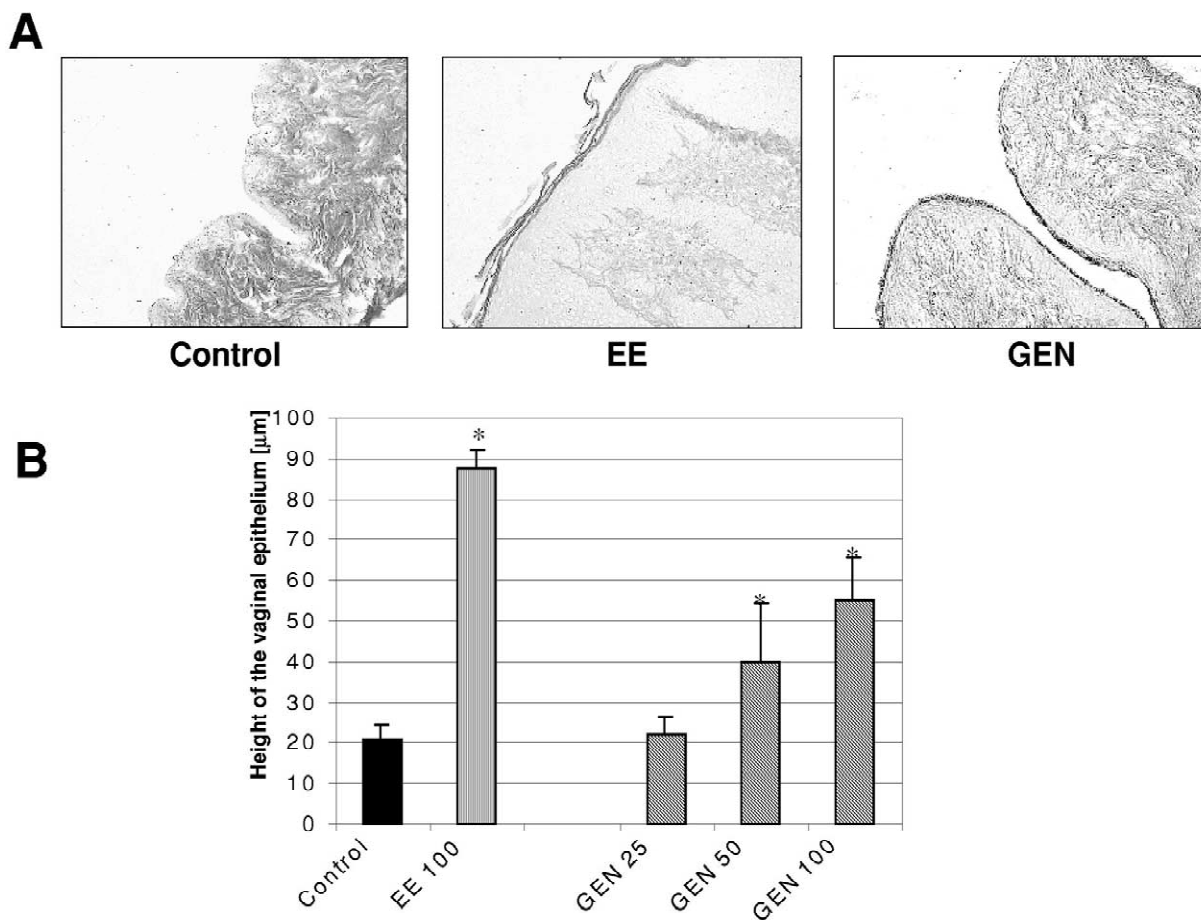 A
Control
EE
GEN
B
Height of the vaginal epithelium [µm]
100
90
80
70
60
50
40
30
20
10
0
*
*
*
Control
EE 100
GEN 25
GEN 50
GEN 100